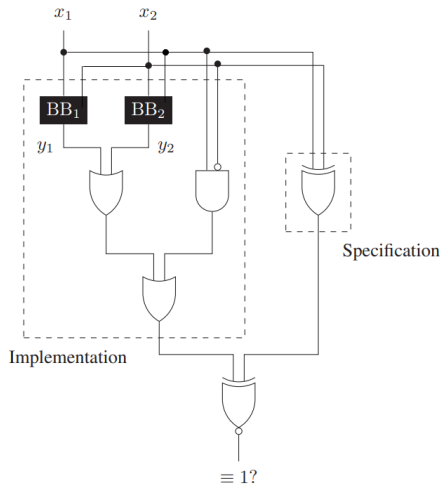 x₁ x₂
BB₁ BB₂
y₁ y₂
Specification
Implementation
≡ 1?